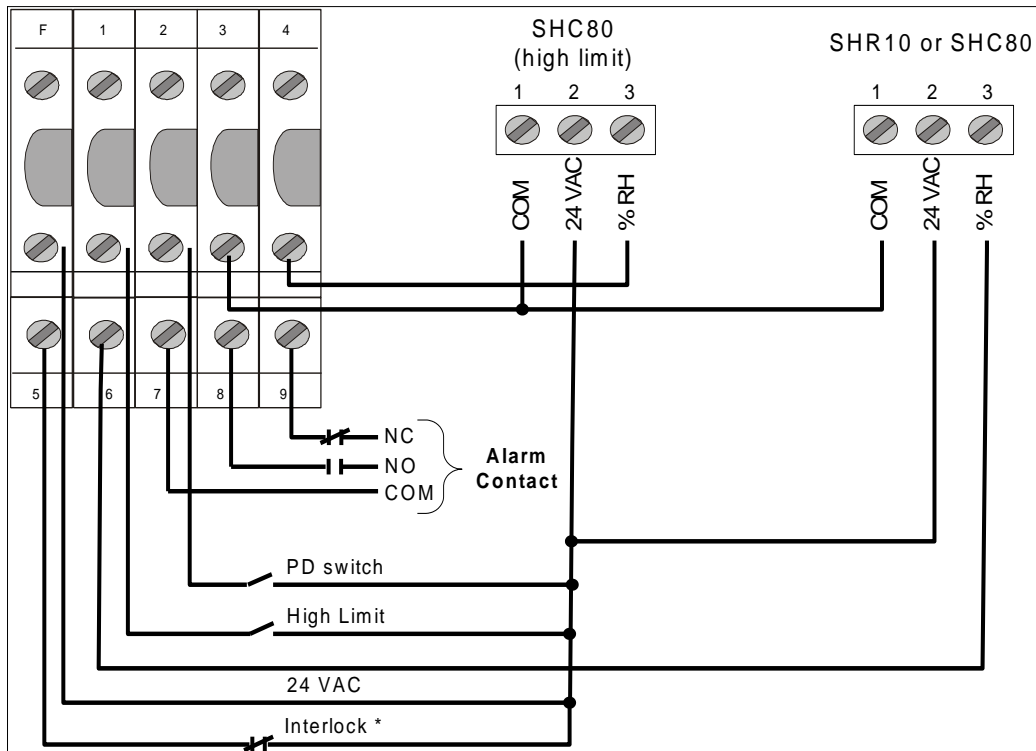 F 1 2 3 4
SHC80
(high limit)
1 2 3
COM
24 VAC
% RH
SHR10 or SHC80
1 2 3
COM
24 VAC
% RH
5 6 7 8 9
NC
NO
COM
Alarm
Contact
PD switch
High Limit
24 VAC
Interlock *